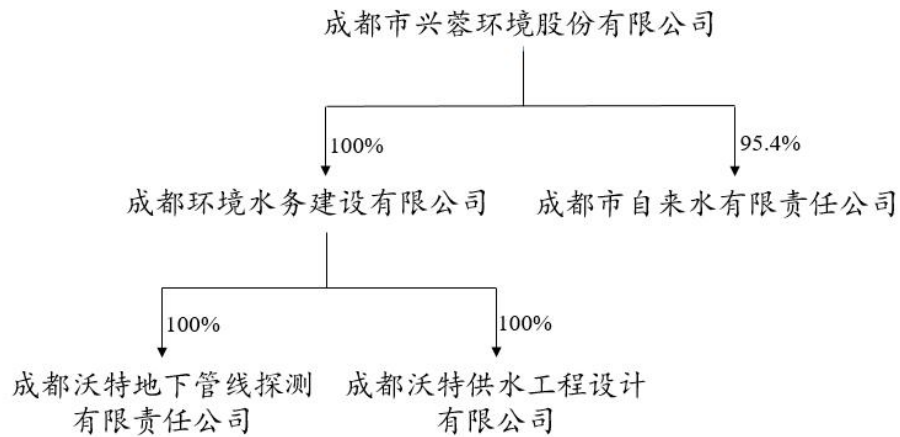 成都市兴蓉环境股份有限公司
100%
95.4%
成都环境水务建设有限公司
成都市自来水有限责任公司
100%
100%
成都沃特地下管线探测
有限责任公司
成都沃特供水工程设计
有限公司